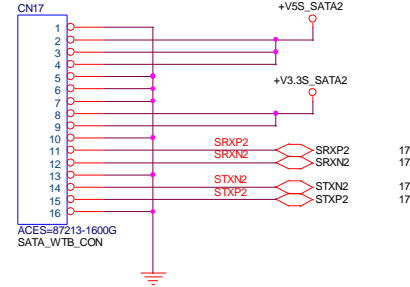 CN17
+V5S_SATA2
1
2
3
4
+V3.3S_SATA2
5
6
7
8
9
10
11 SRXP2 SRXP2 17
12 SRXN2 SRXN2 17
13
14 STXN2 STXN2 17
15 STXP2 STXP2 17
16
ACES=87213-1600G
SATA_WTB_CON